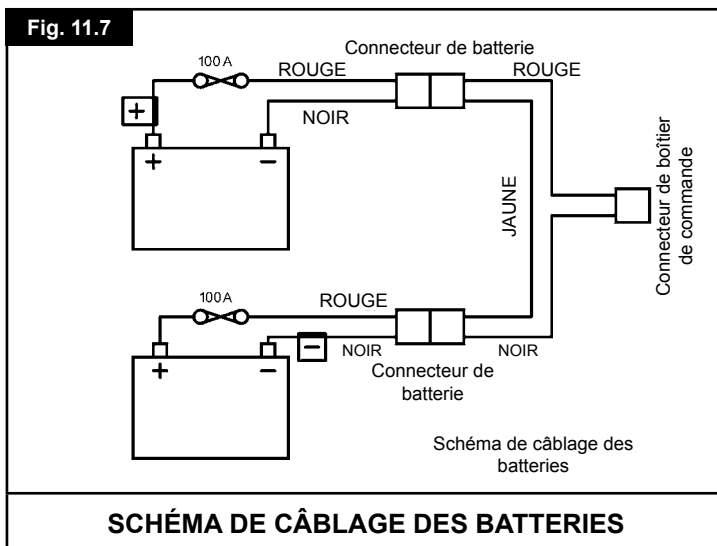 Fig. 11.7
Connecteur de batterie
100 A
ROUGE
ROUGE
+
NOIR
+ −
JAUNE
Connecteur de boîtier
de commande
100 A
ROUGE
−
NOIR
NOIR
+ −
Connecteur de
batterie
Schéma de câblage des
batteries
SCHÉMA DE CÂBLAGE DES BATTERIES